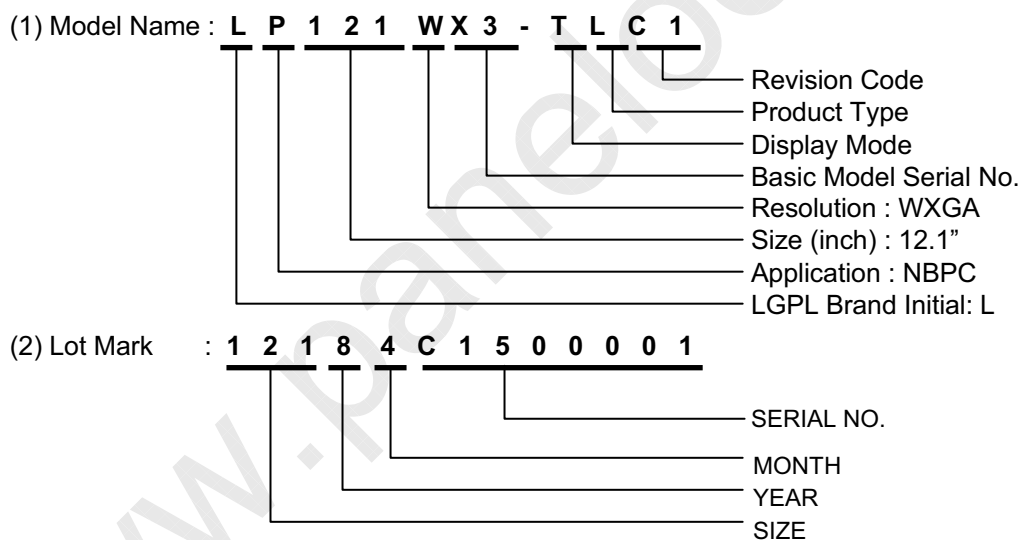 (1) Model Name : L P 1 2 1 W X 3 - T L C 1
Revision Code
Product Type
Display Mode
Basic Model Serial No.
Resolution : WXGA
Size (inch) : 12.1”
Application : NBPC
LGPL Brand Initial: L
(2) Lot Mark : 1 2 1 8 4 C 1 5 0 0 0 0 1
SERIAL NO.
MONTH
YEAR
SIZE
w.panelo